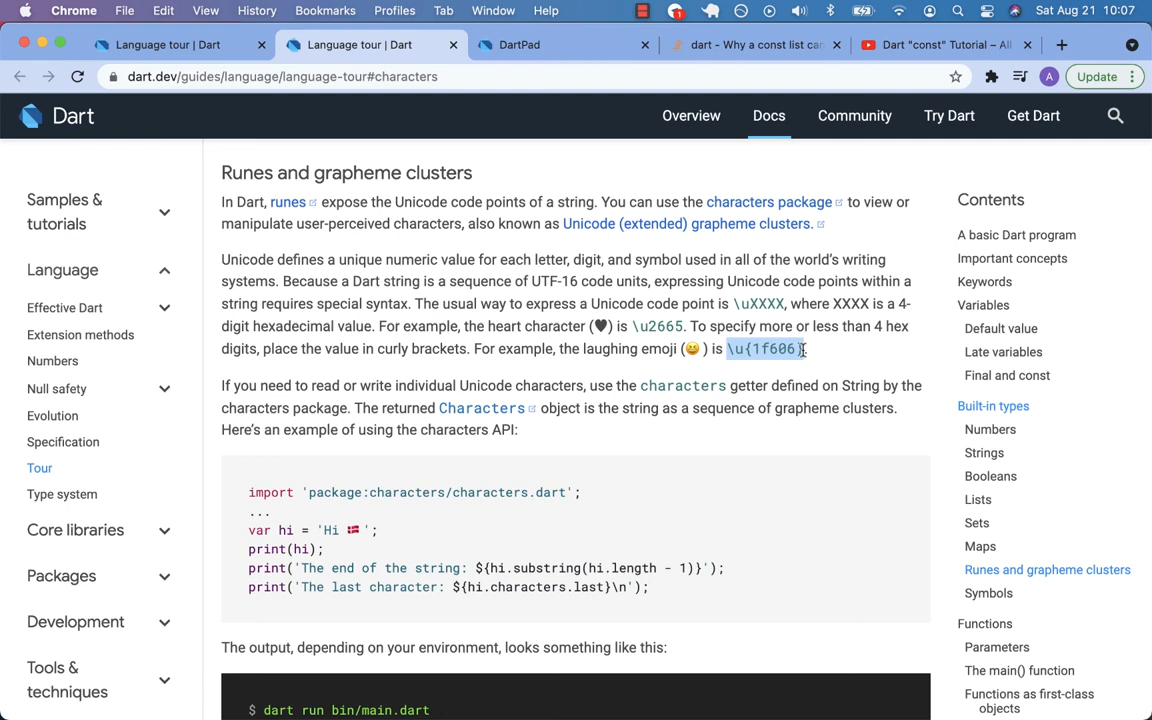 Chrome File Edit View History Bookmarks Profiles Tab Window Help 1 Sat Aug 21 10:07
Language tour | Dart × Language tour | Dart × DartPad × dart - Why a const list can × Dart "const" Tutorial – All × +
dart.dev/guides/language/language-tour#characters A Update
Dart Overview Docs Community Try Dart Get Dart
Samples &
tutorials
Language
Effective Dart
Extension methods
Numbers
Null safety
Evolution
Specification
Tour
Type system
Core libraries
Packages
Development
Tools &
techniques
Runes and grapheme clusters
In Dart, runes expose the Unicode code points of a string. You can use the characters package to view or
manipulate user-perceived characters, also known as Unicode (extended) grapheme clusters.
Unicode defines a unique numeric value for each letter, digit, and symbol used in all of the world's writing
systems. Because a Dart string is a sequence of UTF-16 code units, expressing Unicode code points within a
string requires special syntax. The usual way to express a Unicode code point is \uXXXX, where XXXX is a 4-
digit hexadecimal value. For example, the heart character (♥) is \u2665. To specify more or less than 4 hex
digits, place the value in curly brackets. For example, the laughing emoji (😆) is \u{1f606}.
If you need to read or write individual Unicode characters, use the characters getter defined on String by the
characters package. The returned Characters object is the string as a sequence of grapheme clusters.
Here's an example of using the characters API:
import 'package:characters/characters.dart';
...
var hi = 'Hi 🇩🇰';
print(hi);
print('The end of the string: ${hi.substring(hi.length - 1)}');
print('The last character: ${hi.characters.last}\n');
The output, depending on your environment, looks something like this:
$ dart run bin/main.dart
Contents
A basic Dart program
Important concepts
Keywords
Variables
Default value
Late variables
Final and const
Built-in types
Numbers
Strings
Booleans
Lists
Sets
Maps
Runes and grapheme clusters
Symbols
Functions
Parameters
The main() function
Functions as first-class
objects